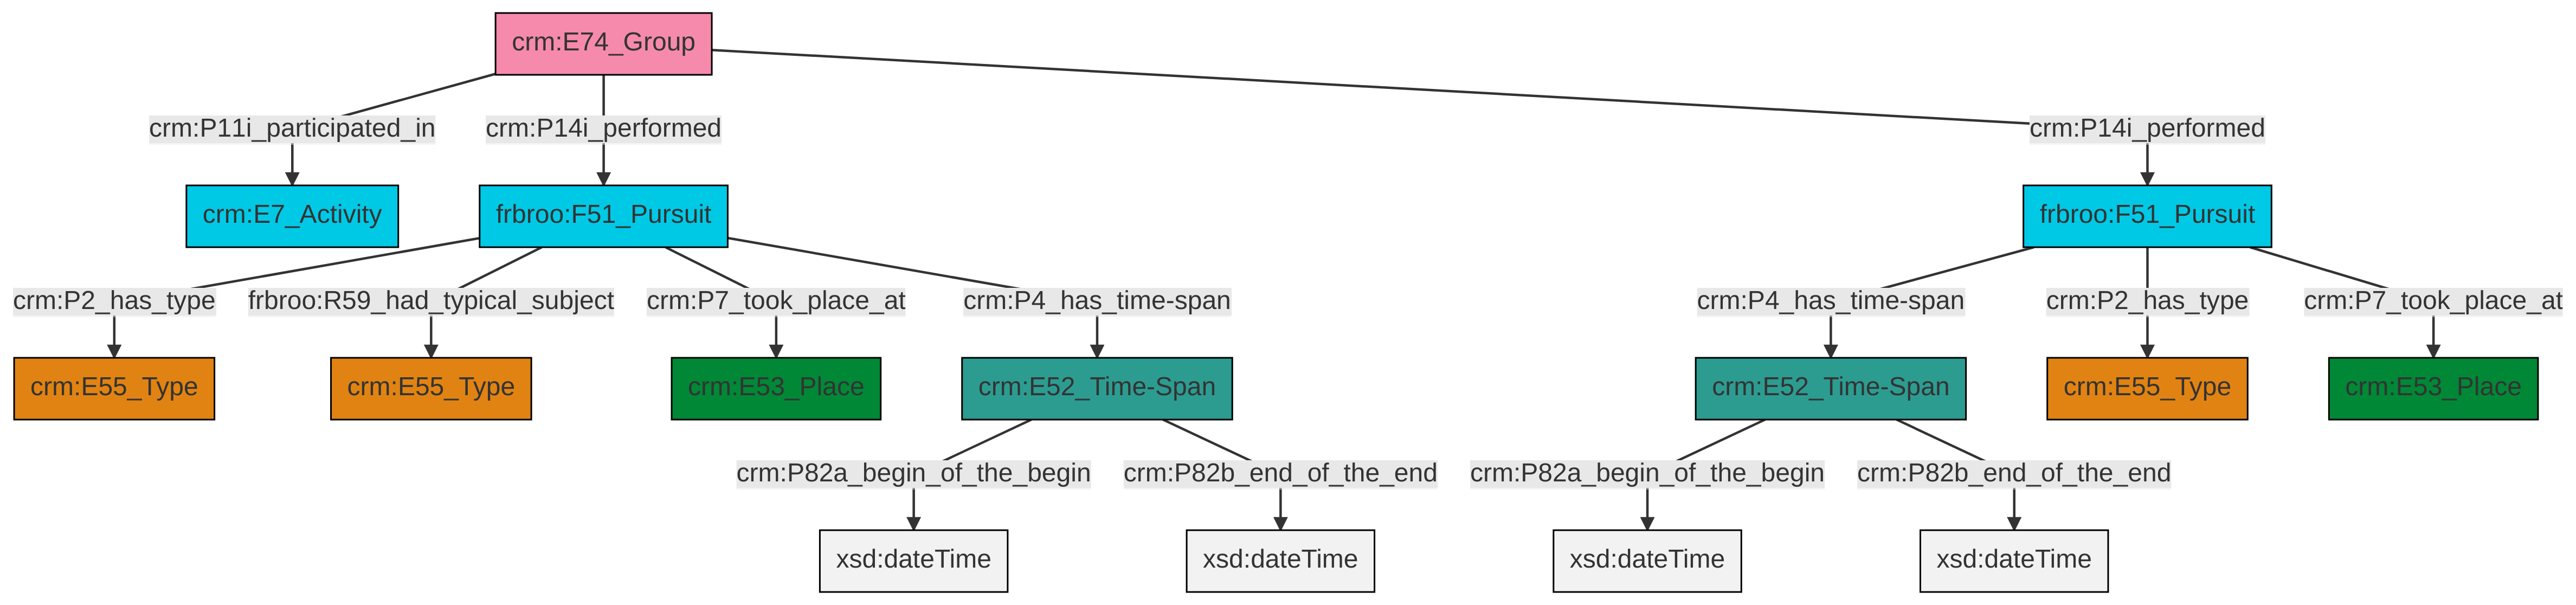 crm:E74_Group
crm:P11i_participated_in
crm:P14i_performed
crm:P14i_performed
crm:E7_Activity
frbroo:F51_Pursuit
frbroo:F51_Pursuit
crm:P2_has_type
frbroo:R59_had_typical_subject
crm:P7_took_place_at
crm:P4_has_time-span
crm:P4_has_time-span
crm:P2_has_type
crm:P7_took_place_at
crm:E55_Type
crm:E55_Type
crm:E53_Place
crm:E52_Time-Span
crm:E52_Time-Span
crm:E55_Type
crm:E53_Place
crm:P82a_begin_of_the_begin
crm:P82b_end_of_the_end
crm:P82a_begin_of_the_begin
crm:P82b_end_of_the_end
xsd:dateTime
xsd:dateTime
xsd:dateTime
xsd:dateTime